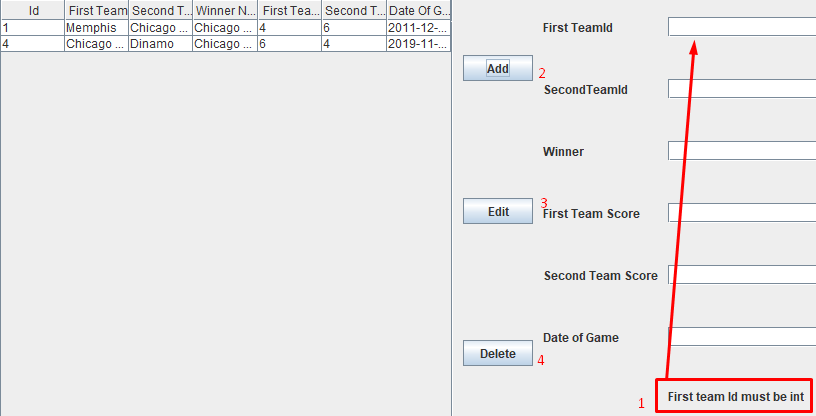 Id First Team Second T... Winner N... First Tea... Second T... Date Of G...
1 Memphis Chicago ... Chicago ... 4 6 2011-12-...
4 Chicago ... Dinamo Chicago ... 6 4 2019-11-...
First TeamId
Add 2
SecondTeamId
Winner
Edit 3
First Team Score
Second Team Score
Date of Game
Delete 4
1 First team Id must be int